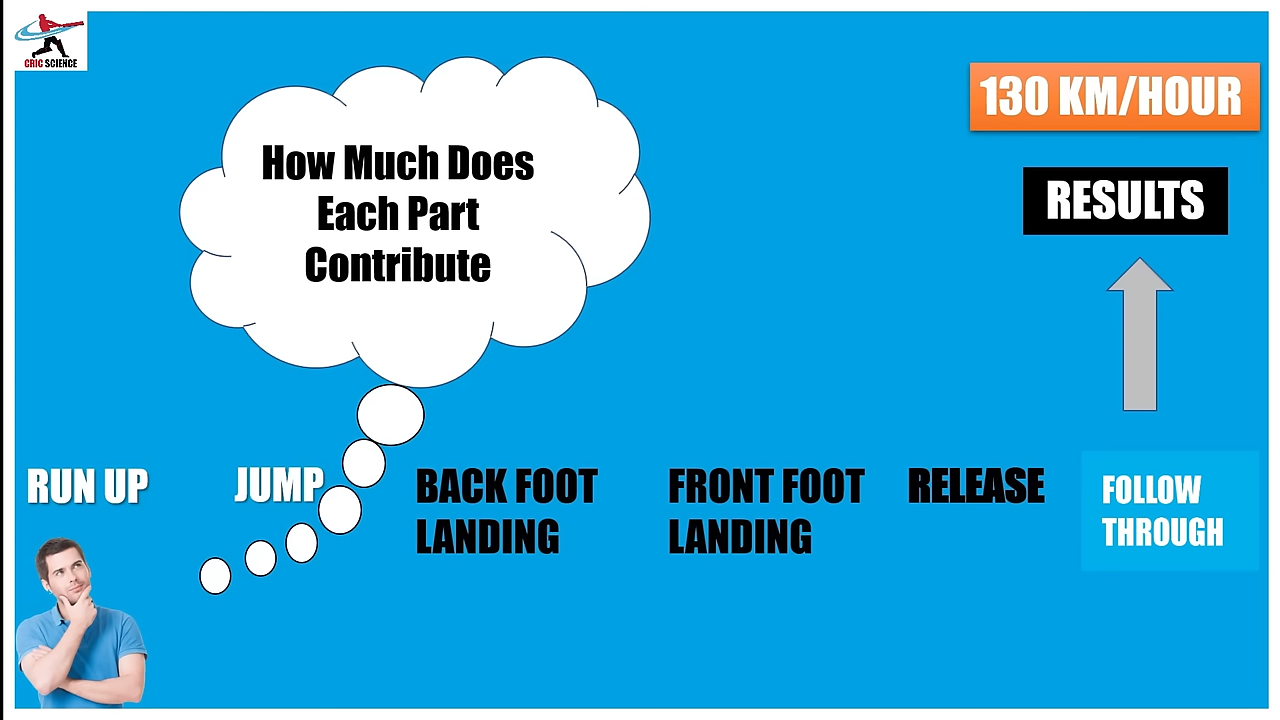 CRIC SCIENCE
130 KM/HOUR
How Much Does
Each Part
Contribute
RESULTS
RUN UP
JUMP
BACK FOOT
LANDING
FRONT FOOT
LANDING
RELEASE
FOLLOW
THROUGH